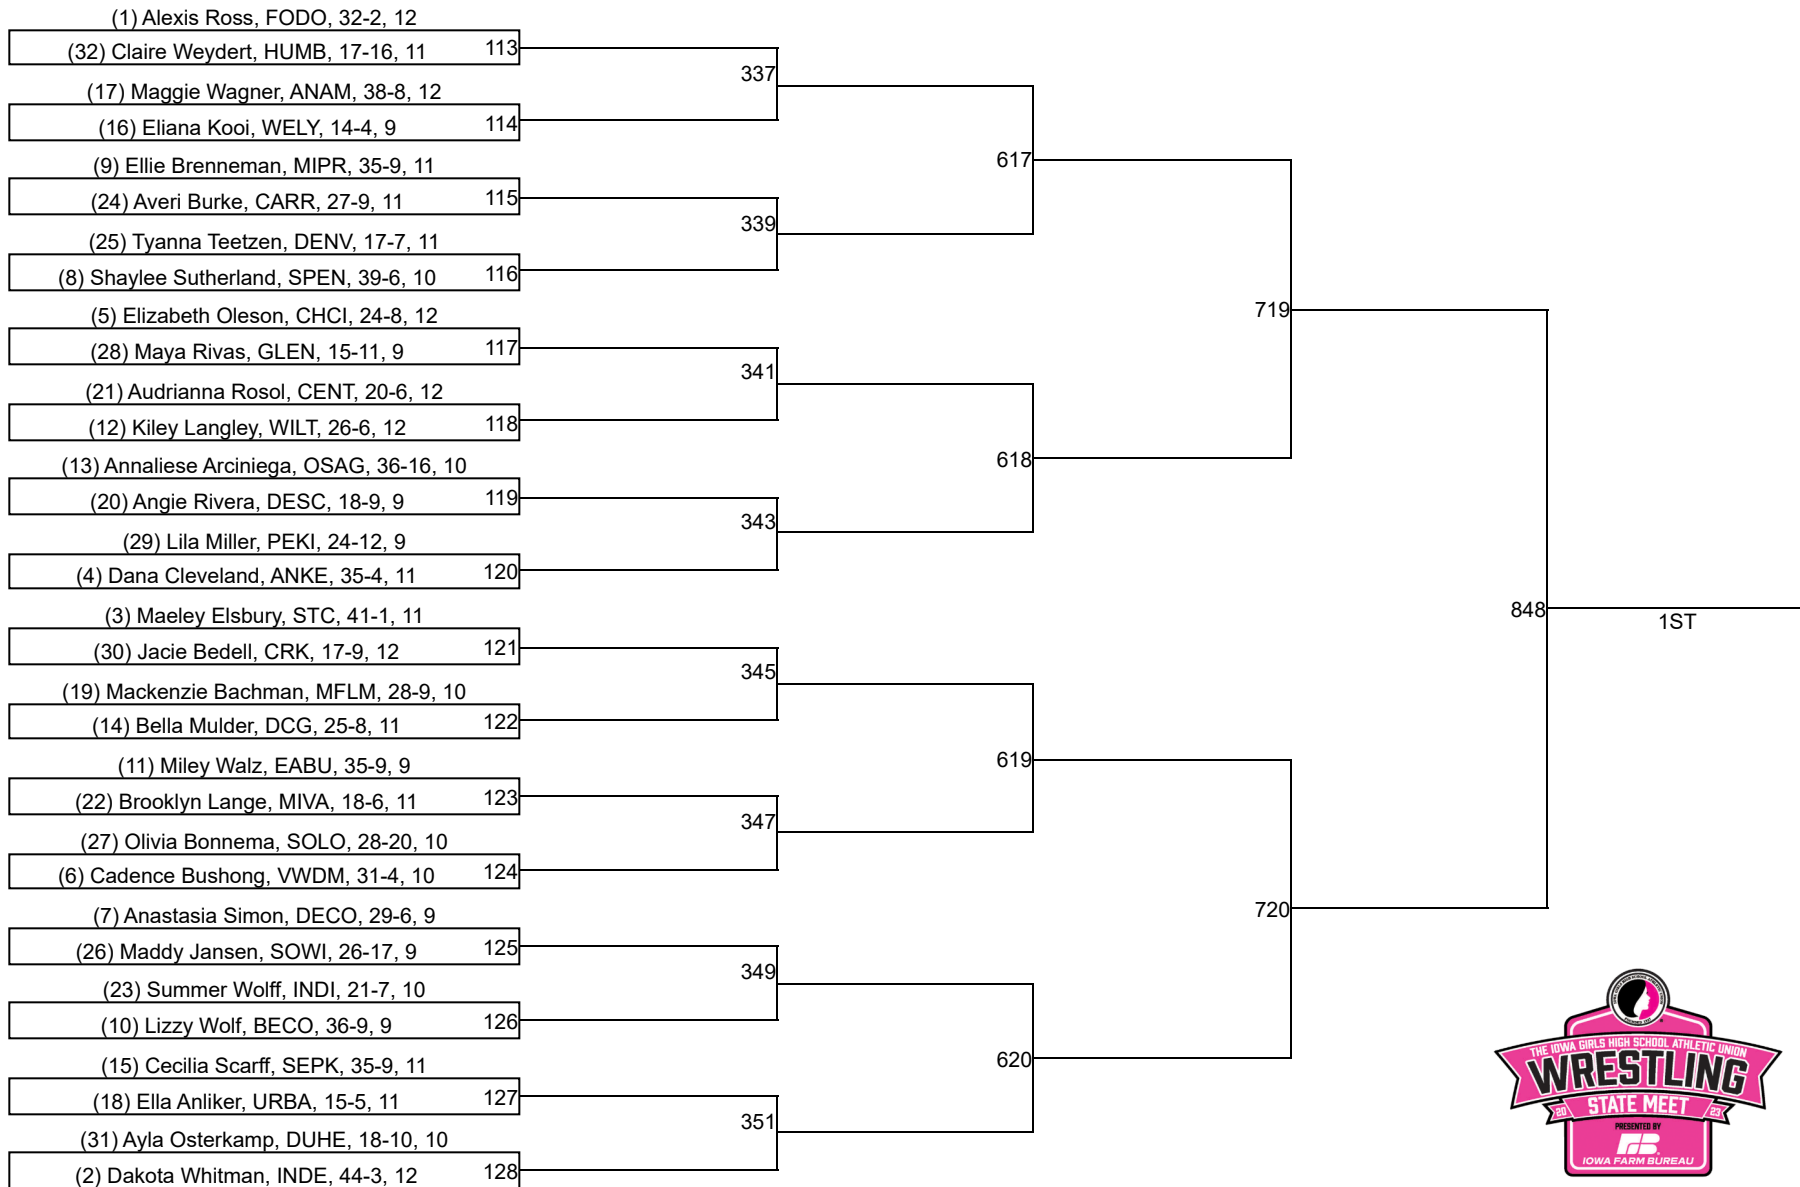 (1) Alexis Ross, FODO, 32-2, 12
(32) Claire Weydert, HUMB, 17-16, 11
113
337
(17) Maggie Wagner, ANAM, 38-8, 12
(16) Eliana Kooi, WELY, 14-4, 9
114
617
(9) Ellie Brenneman, MIPR, 35-9, 11
(24) Averi Burke, CARR, 27-9, 11
115
339
(25) Tyanna Teetzen, DENV, 17-7, 11
(8) Shaylee Sutherland, SPEN, 39-6, 10
116
719
(5) Elizabeth Oleson, CHCI, 24-8, 12
(28) Maya Rivas, GLEN, 15-11, 9
117
341
(21) Audrianna Rosol, CENT, 20-6, 12
(12) Kiley Langley, WILT, 26-6, 12
118
618
(13) Annaliese Arciniega, OSAG, 36-16, 10
(20) Angie Rivera, DESC, 18-9, 9
119
343
(29) Lila Miller, PEKI, 24-12, 9
(4) Dana Cleveland, ANKE, 35-4, 11
120
848
1ST
(3) Maeley Elsbury, STC, 41-1, 11
(30) Jacie Bedell, CRK, 17-9, 12
121
345
(19) Mackenzie Bachman, MFLM, 28-9, 10
(14) Bella Mulder, DCG, 25-8, 11
122
619
(11) Miley Walz, EABU, 35-9, 9
(22) Brooklyn Lange, MIVA, 18-6, 11
123
347
(27) Olivia Bonnema, SOLO, 28-20, 10
(6) Cadence Bushong, VWDM, 31-4, 10
124
720
(7) Anastasia Simon, DECO, 29-6, 9
(26) Maddy Jansen, SOWI, 26-17, 9
125
349
(23) Summer Wolff, INDI, 21-7, 10
(10) Lizzy Wolf, BECO, 36-9, 9
126
620
(15) Cecilia Scarff, SEPK, 35-9, 11
(18) Ella Anliker, URBA, 15-5, 11
127
351
(31) Ayla Osterkamp, DUHE, 18-10, 10
(2) Dakota Whitman, INDE, 44-3, 12
128
THE IOWA GIRLS HIGH SCHOOL ATHLETIC UNION
WRESTLING
20 STATE MEET 23
PRESENTED BY
FB
IOWA FARM BUREAU